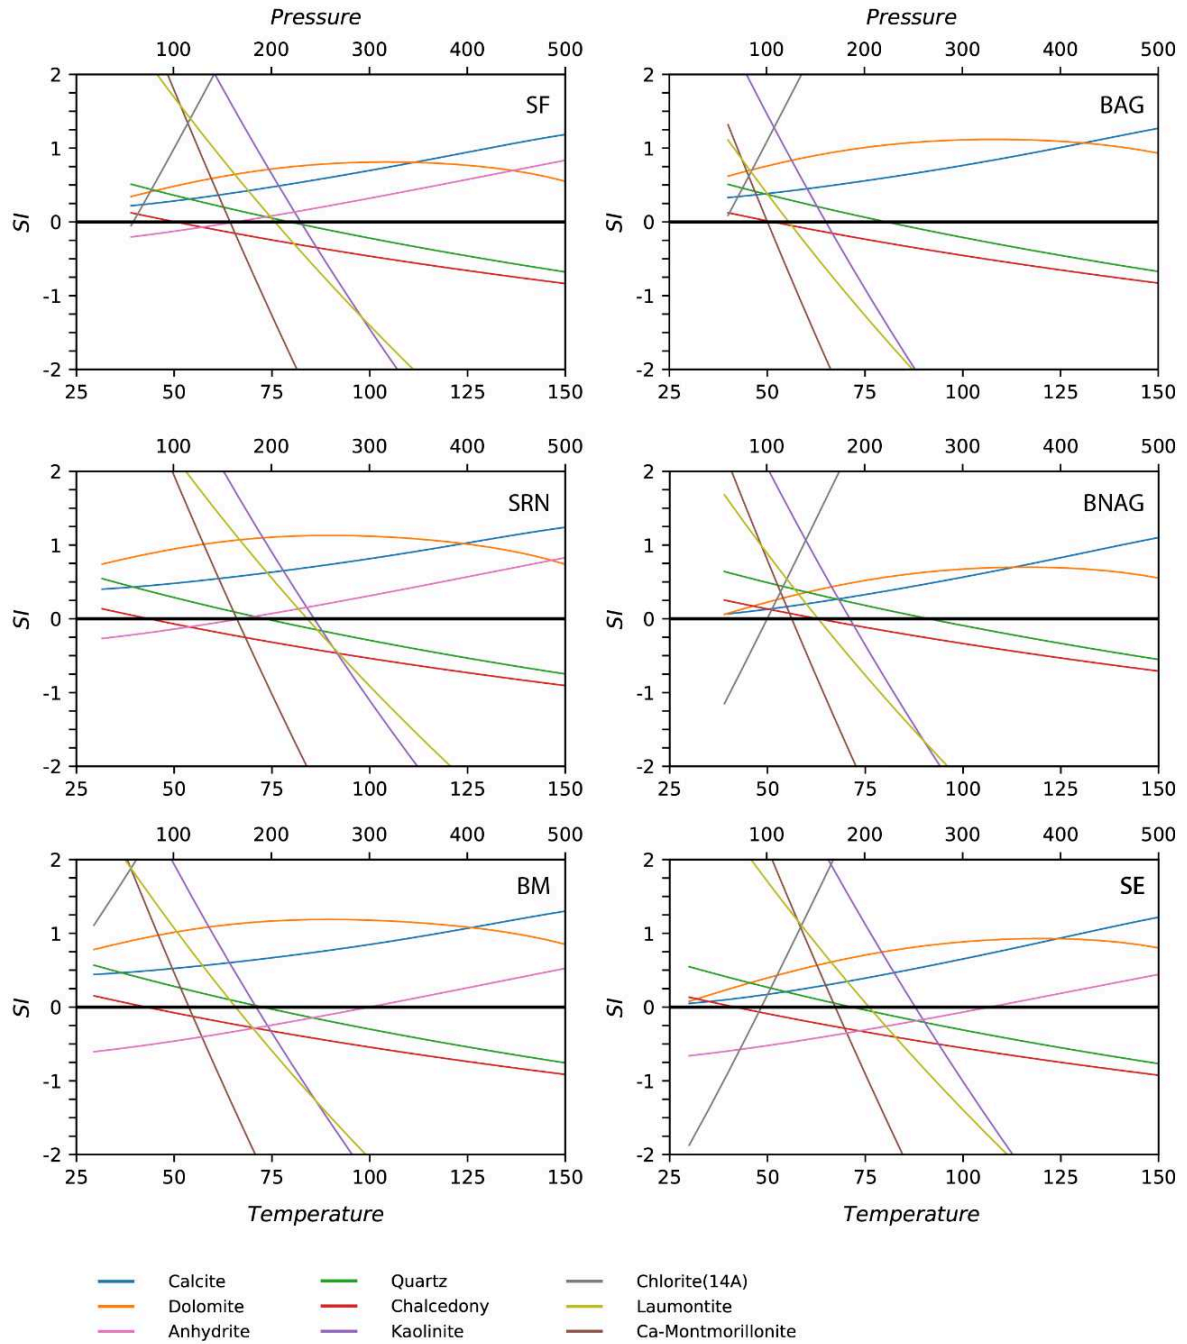 Pressure Pressure
100 200 300 400 500 100 200 300 400 500
2 SF 2 BAG
1 1
SI 0 SI 0
-1 -1
-2 -2
25 50 75 100 125 150 25 50 75 100 125 150
100 200 300 400 500 100 200 300 400 500
2 SRN 2 BNAG
1 1
SI 0 SI 0
-1 -1
-2 -2
25 50 75 100 125 150 25 50 75 100 125 150
100 200 300 400 500 100 200 300 400 500
2 BM 2 SE
1 1
SI 0 SI 0
-1 -1
-2 -2
25 50 75 100 125 150 25 50 75 100 125 150
Temperature Temperature
Calcite Quartz Chlorite(14A)
Dolomite Chalcedony Laumontite
Anhydrite Kaolinite Ca-Montmorillonite